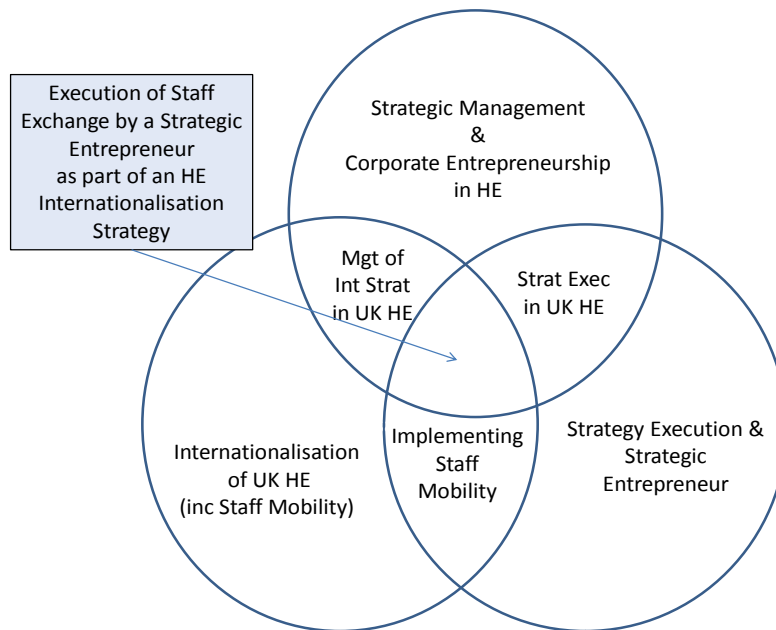 Execution of Staff
Exchange by a Strategic
Entrepreneur
as part of an HE
Internationalisation
Strategy
Strategic Management
&
Corporate Entrepreneurship
in HE
Mgt of
Int Strat
in UK HE
Strat Exec
in UK HE
Internationalisation
of UK HE
(inc Staff Mobility)
Implementing
Staff
Mobility
Strategy Execution &
Strategic
Entrepreneur